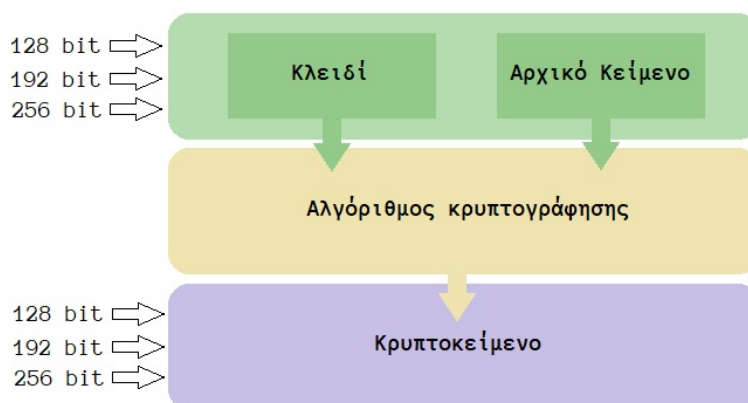 128 bit
192 bit
256 bit
Κλειδί
Αρχικό Κείμενο
Αλγόριθμος κρυπτογράφησης
128 bit
192 bit
256 bit
Κρυπτοκείμενο